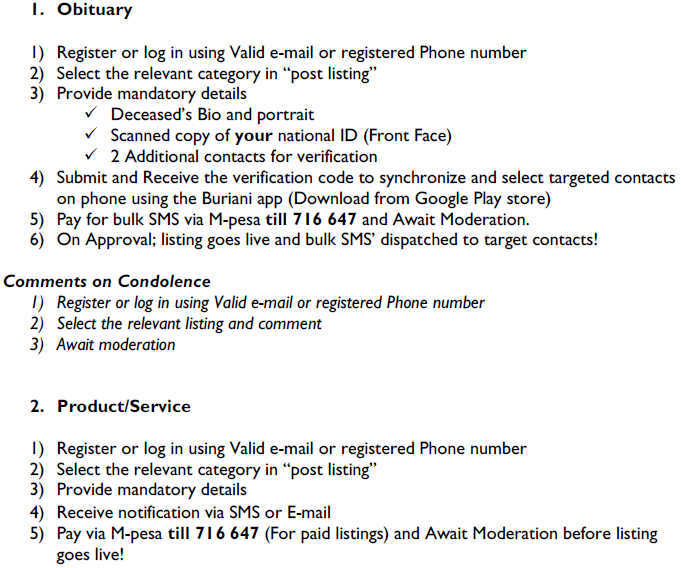 1. Obituary
1) Register or log in using Valid e-mail or registered Phone number
2) Select the relevant category in “post listing”
3) Provide mandatory details
✓ Deceased’s Bio and portrait
✓ Scanned copy of your national ID (Front Face)
✓ 2 Additional contacts for verification
4) Submit and Receive the verification code to synchronize and select targeted contacts
on phone using the Buriani app (Download from Google Play store)
5) Pay for bulk SMS via M-pesa till 716 647 and Await Moderation.
6) On Approval; listing goes live and bulk SMS’ dispatched to target contacts!
Comments on Condolence
1) Register or log in using Valid e-mail or registered Phone number
2) Select the relevant listing and comment
3) Await moderation
2. Product/Service
1) Register or log in using Valid e-mail or registered Phone number
2) Select the relevant category in “post listing”
3) Provide mandatory details
4) Receive notification via SMS or E-mail
5) Pay via M-pesa till 716 647 (For paid listings) and Await Moderation before listing
goes live!